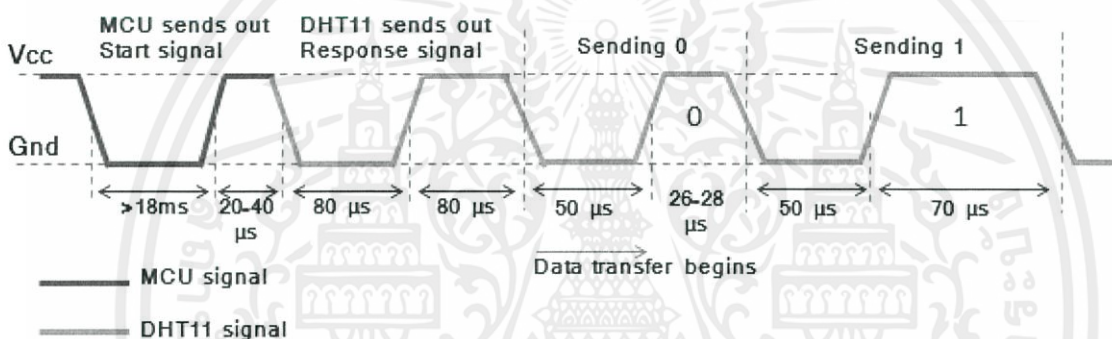 MCU sends out
Start signal
DHT11 sends out
Response signal
Sending 0
Sending 1
Vcc
0
1
Gnd
>18ms
20-40
µs
80 µs
80 µs
50 µs
26-28
µs
50 µs
70 µs
Data transfer begins
MCU signal
DHT11 signal